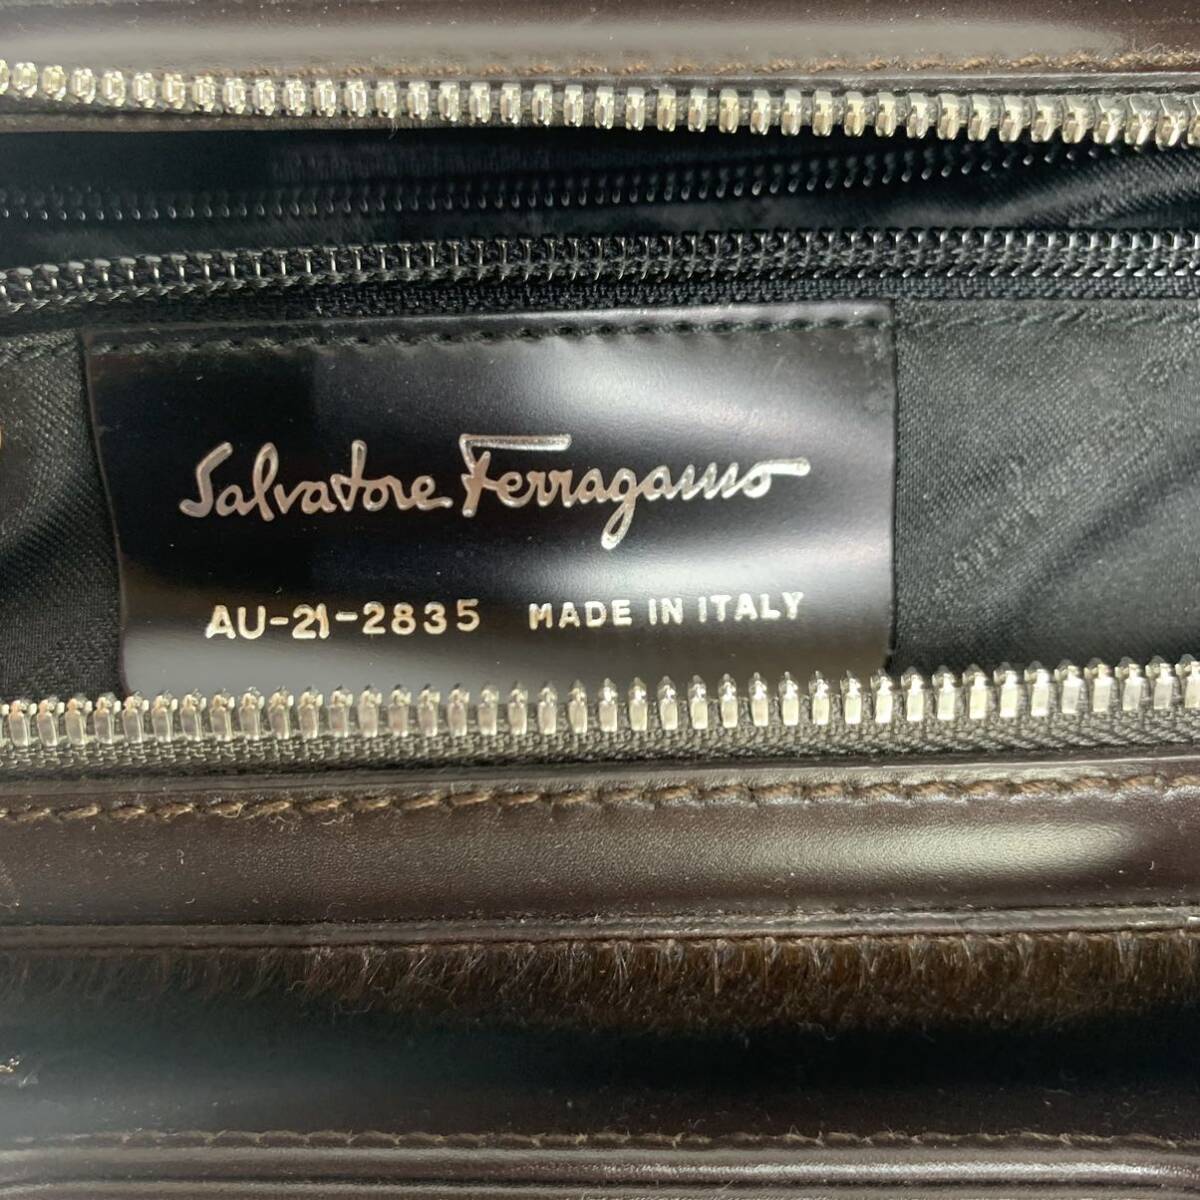 Salvatore Ferragamo
AU-21-2835 MADE IN ITALY